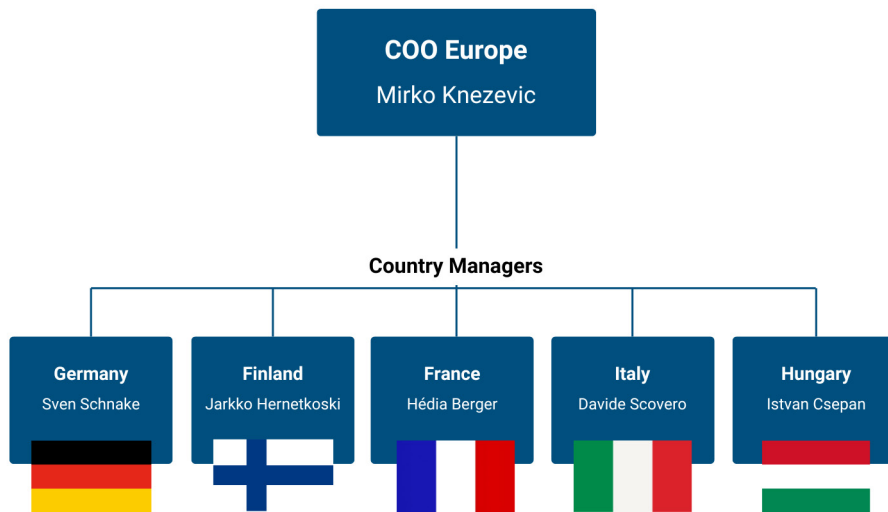 COO Europe
Mirko Knezevic
Country Managers
Germany
Sven Schnake
Finland
Jarkko Hernetkoski
France
Hédia Berger
Italy
Davide Scovero
Hungary
Istvan Csepan